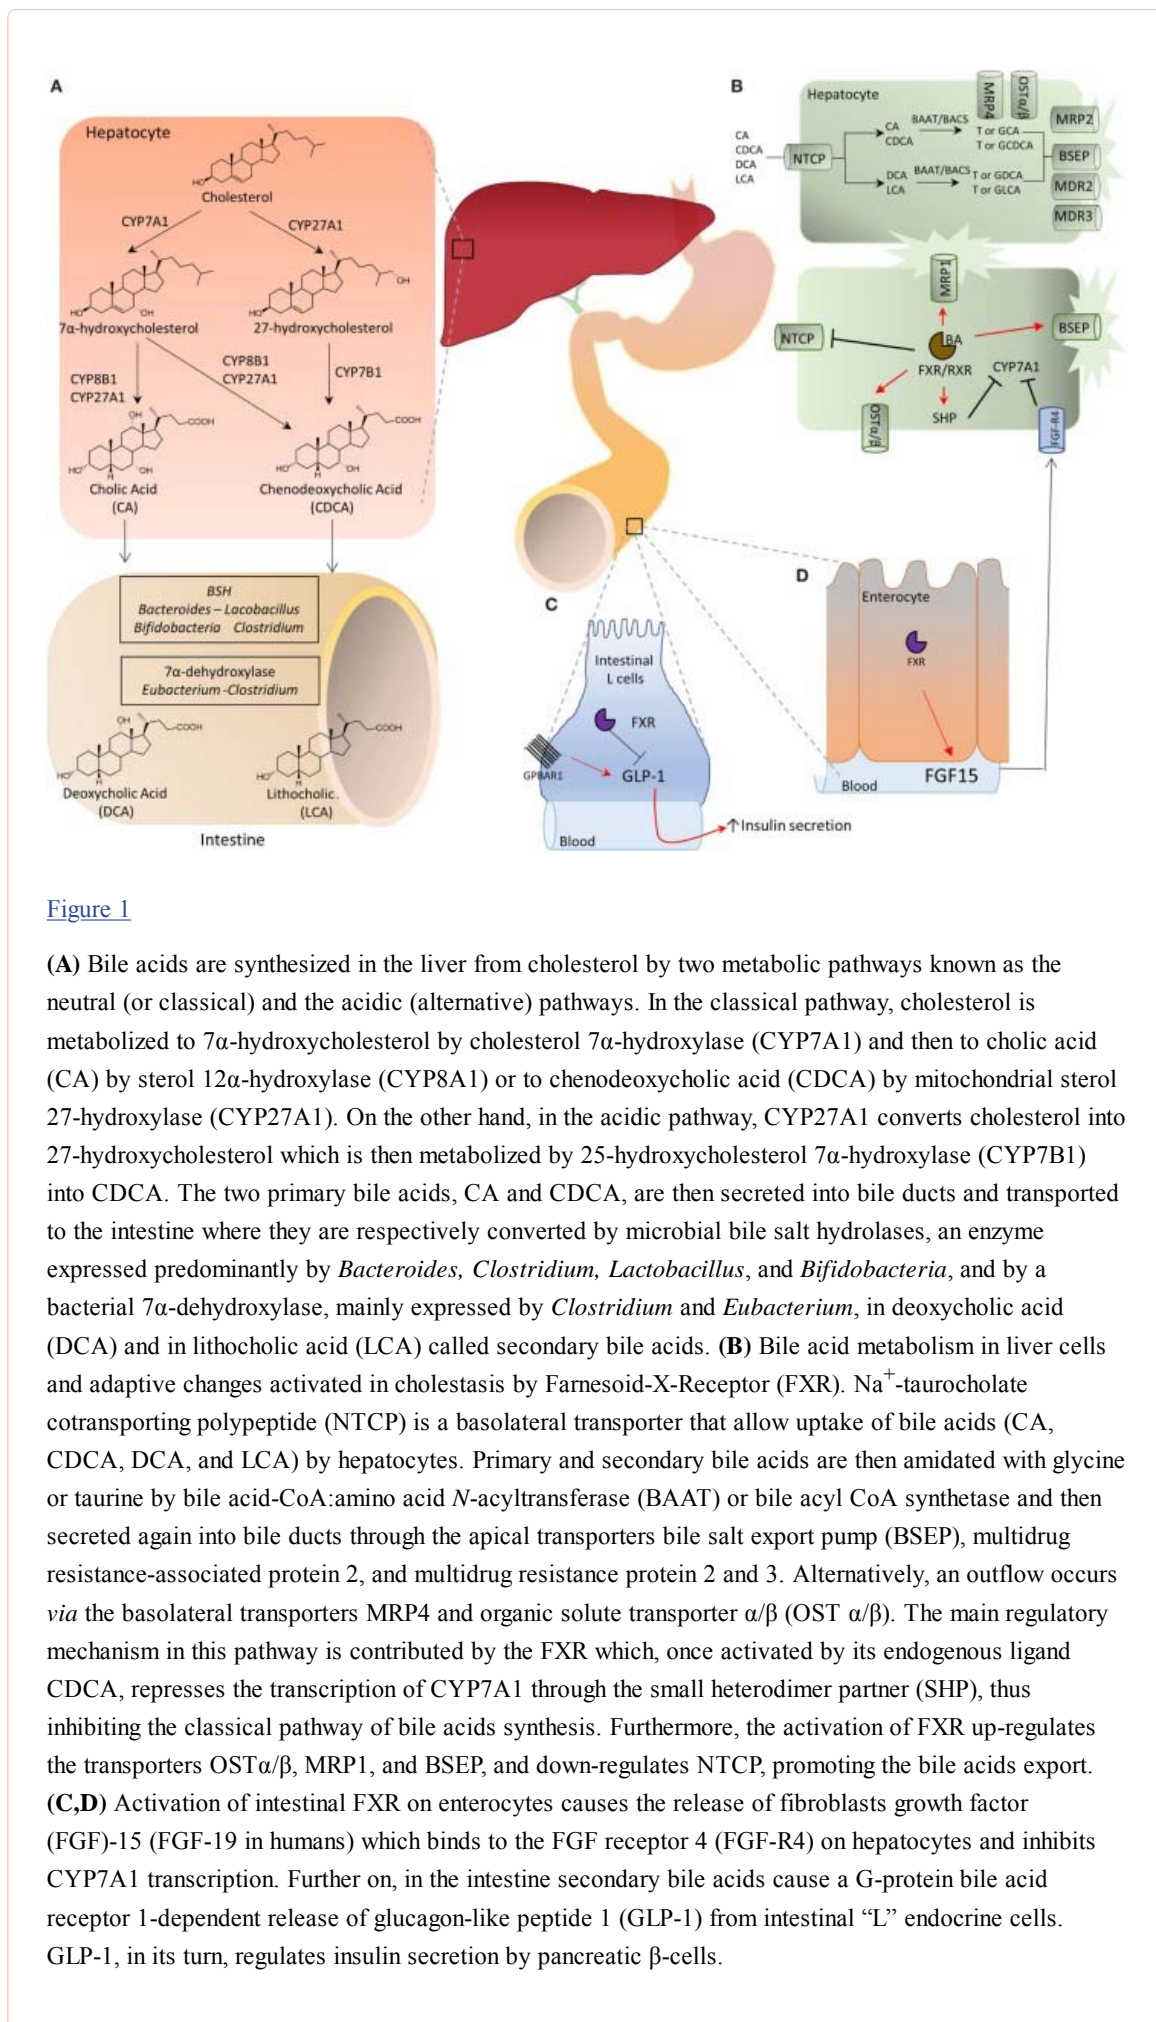 A
Hepatocyte
HO
Cholesterol
CYP7A1
CYP27A1
HO
OH
7α-hydroxycholesterol
HO
OH
27-hydroxycholesterol
CYP8B1
CYP27A1
CYP8B1
CYP27A1
CYP7B1
OH
COOH
HO
H
OH
Cholic Acid
(CA)
COOH
HO
H
OH
Chenodeoxycholic Acid
(CDCA)
BSH
Bacteroides – Lacobacillus
Bifidobacteria Clostridium
7α-dehydroxylase
Eubacterium -Clostridium
OH
COOH
HO
H
Deoxycholic Acid
(DCA)
COOH
HO
H
Lithocholic.
(LCA)
Intestine
B
Hepatocyte
MRP4
OSTα/β
CA
CDCA
DCA
LCA
NTCP
CA
CDCA
BAAT/BACS
T or GCA
T or GCDCA
DCA
LCA
BAAT/BACS
T or GDCA
T or GLCA
MRP2
BSEP
MDR2
MDR3
MRP1
NTCP
BA
BSEP
FXR/RXR
CYP7A1
OSTα/β
SHP
FGF-R4
C
Intestinal
L cells
FXR
GPBAR1
GLP-1
Blood
↑Insulin secretion
D
Enterocyte
FXR
FGF15
Blood
Figure 1
(A) Bile acids are synthesized in the liver from cholesterol by two metabolic pathways known as the
neutral (or classical) and the acidic (alternative) pathways. In the classical pathway, cholesterol is
metabolized to 7α-hydroxycholesterol by cholesterol 7α-hydroxylase (CYP7A1) and then to cholic acid
(CA) by sterol 12α-hydroxylase (CYP8A1) or to chenodeoxycholic acid (CDCA) by mitochondrial sterol
27-hydroxylase (CYP27A1). On the other hand, in the acidic pathway, CYP27A1 converts cholesterol into
27-hydroxycholesterol which is then metabolized by 25-hydroxycholesterol 7α-hydroxylase (CYP7B1)
into CDCA. The two primary bile acids, CA and CDCA, are then secreted into bile ducts and transported
to the intestine where they are respectively converted by microbial bile salt hydrolases, an enzyme
expressed predominantly by Bacteroides, Clostridium, Lactobacillus, and Bifidobacteria, and by a
bacterial 7α-dehydroxylase, mainly expressed by Clostridium and Eubacterium, in deoxycholic acid
(DCA) and in lithocholic acid (LCA) called secondary bile acids. (B) Bile acid metabolism in liver cells
and adaptive changes activated in cholestasis by Farnesoid-X-Receptor (FXR). Na+-taurocholate
cotransporting polypeptide (NTCP) is a basolateral transporter that allow uptake of bile acids (CA,
CDCA, DCA, and LCA) by hepatocytes. Primary and secondary bile acids are then amidated with glycine
or taurine by bile acid-CoA:amino acid N-acyltransferase (BAAT) or bile acyl CoA synthetase and then
secreted again into bile ducts through the apical transporters bile salt export pump (BSEP), multidrug
resistance-associated protein 2, and multidrug resistance protein 2 and 3. Alternatively, an outflow occurs
via the basolateral transporters MRP4 and organic solute transporter α/β (OST α/β). The main regulatory
mechanism in this pathway is contributed by the FXR which, once activated by its endogenous ligand
CDCA, represses the transcription of CYP7A1 through the small heterodimer partner (SHP), thus
inhibiting the classical pathway of bile acids synthesis. Furthermore, the activation of FXR up-regulates
the transporters OSTα/β, MRP1, and BSEP, and down-regulates NTCP, promoting the bile acids export.
(C,D) Activation of intestinal FXR on enterocytes causes the release of fibroblasts growth factor
(FGF)-15 (FGF-19 in humans) which binds to the FGF receptor 4 (FGF-R4) on hepatocytes and inhibits
CYP7A1 transcription. Further on, in the intestine secondary bile acids cause a G-protein bile acid
receptor 1-dependent release of glucagon-like peptide 1 (GLP-1) from intestinal “L” endocrine cells.
GLP-1, in its turn, regulates insulin secretion by pancreatic β-cells.